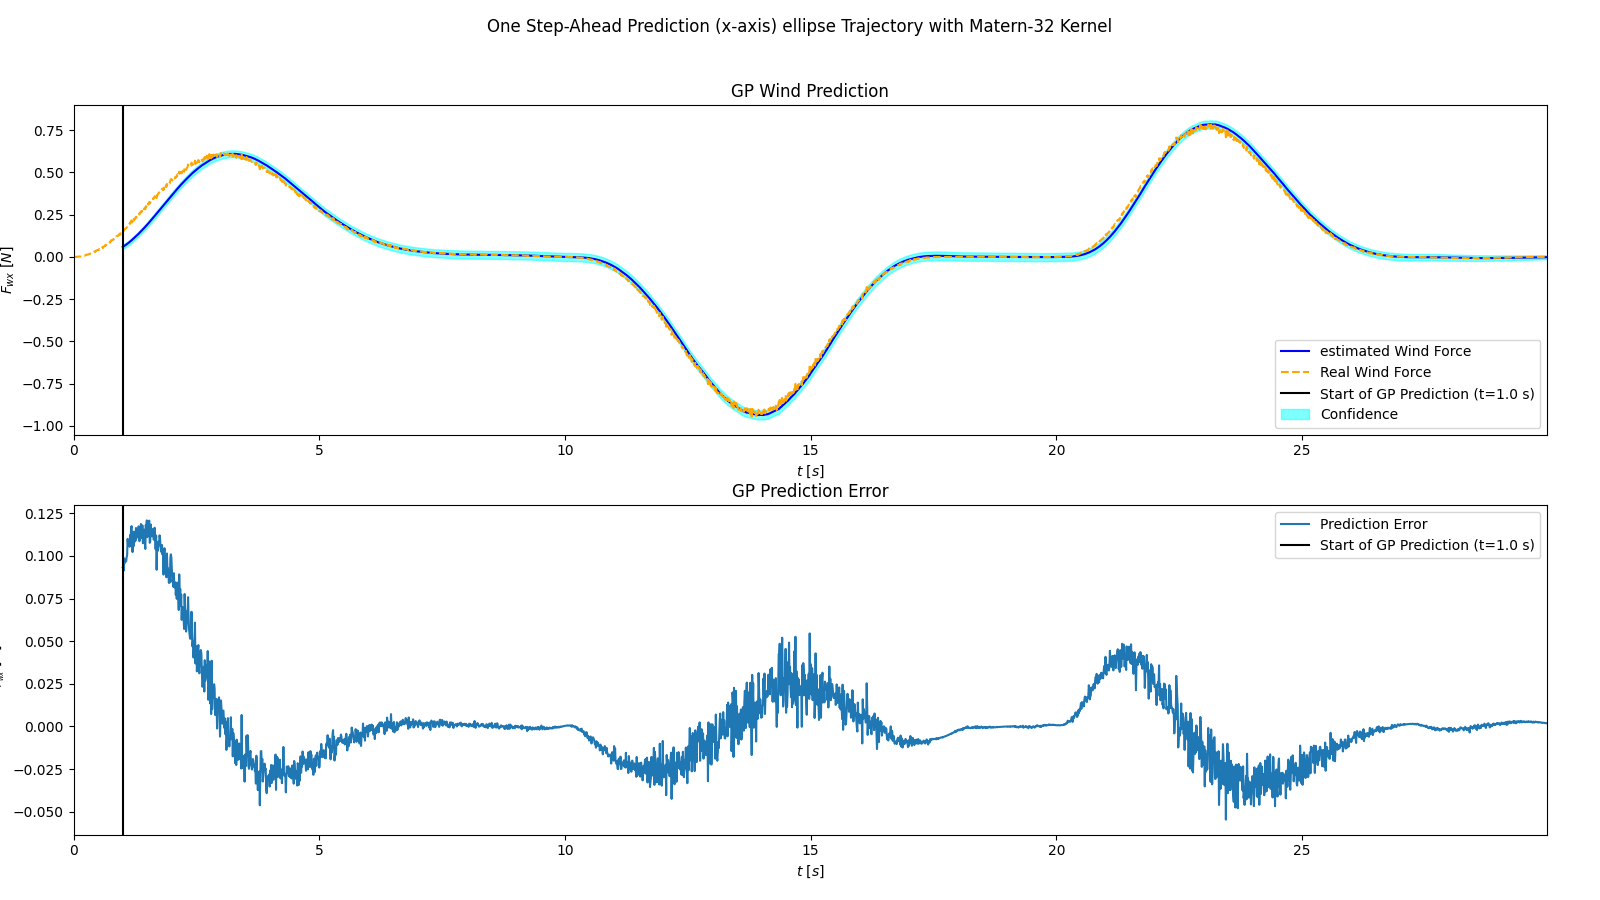 One Step-Ahead Prediction (x-axis) ellipse Trajectory with Matern-32 Kernel
GP Wind Prediction
0.75
0.50
0.25
0.00
−0.25
−0.50
−0.75
−1.00
F_wx [N]
0 5 10 15 20 25
t [s]
estimated Wind Force
Real Wind Force
Start of GP Prediction (t=1.0 s)
Confidence
GP Prediction Error
0.125
0.100
0.075
0.050
0.025
0.000
−0.025
−0.050
0 5 10 15 20 25
t [s]
Prediction Error
Start of GP Prediction (t=1.0 s)